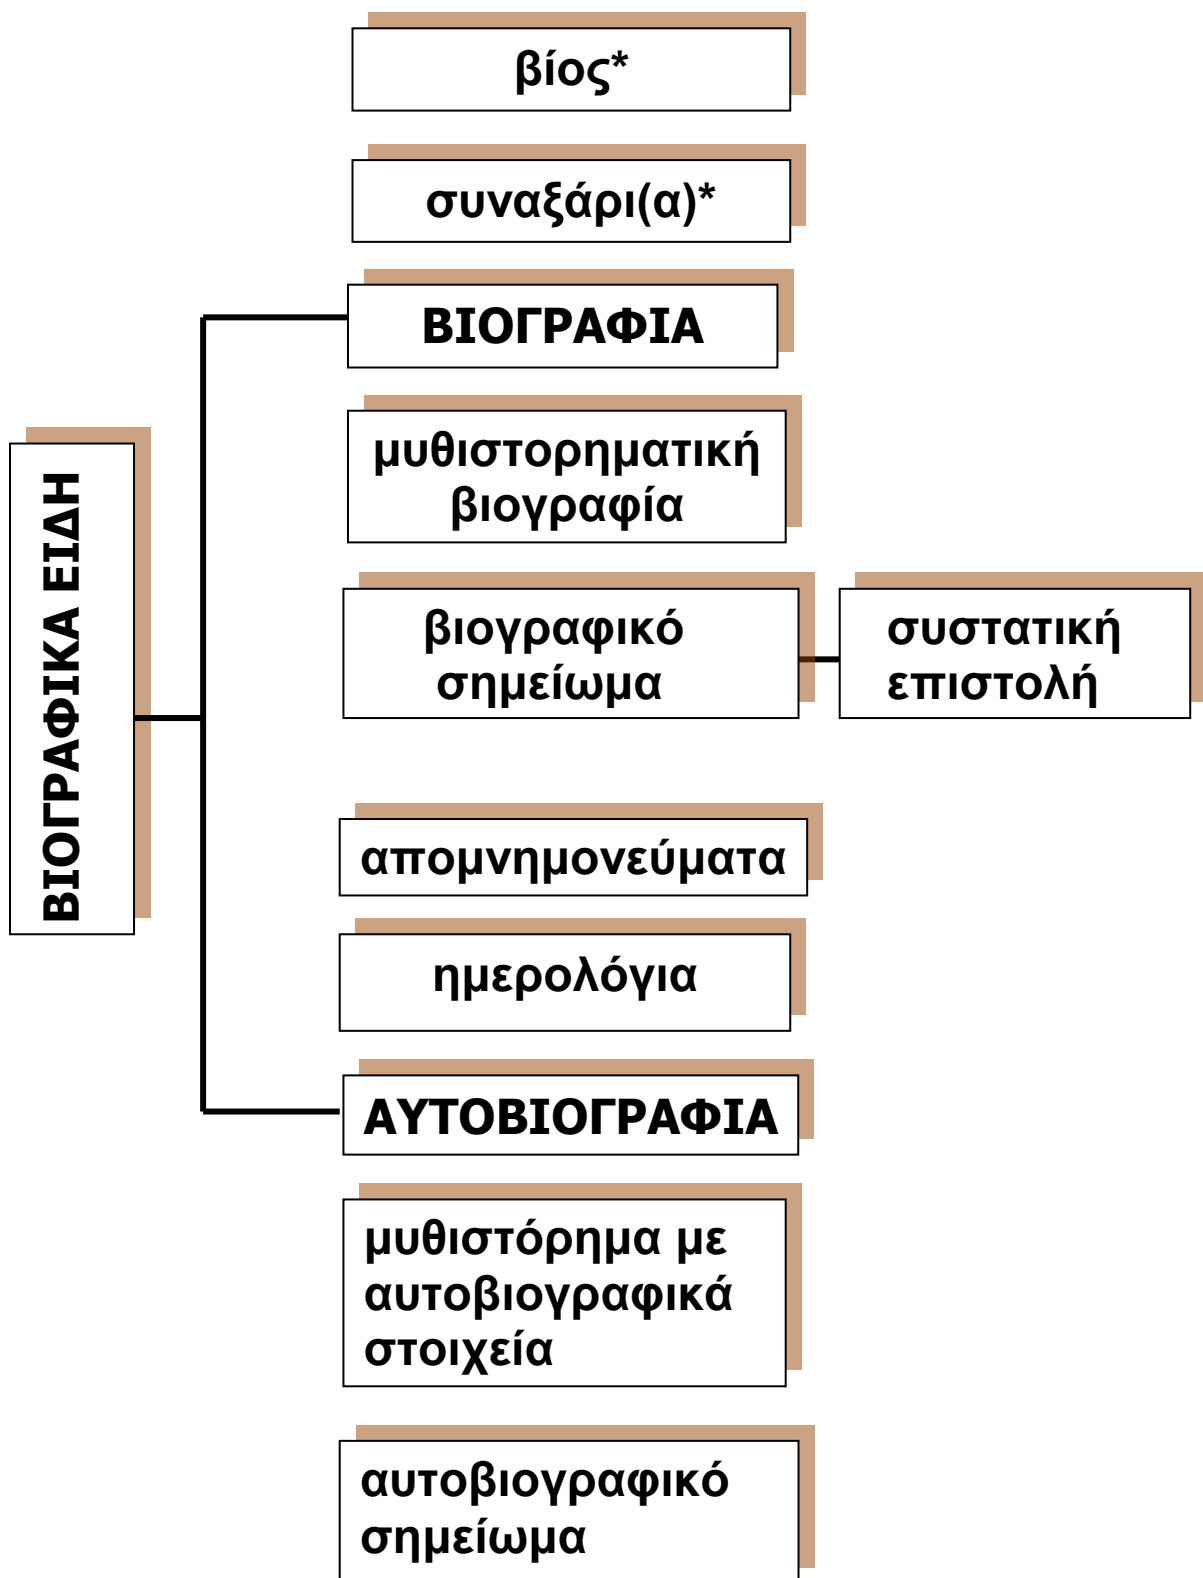 βίος*
συναξάρι(α)*
ΒΙΟΓΡΑΦΙΑ
μυθιστορηματική
βιογραφία
ΒΙΟΓΡΑΦΙΚΑ ΕΙΔΗ
βιογραφικό
σημείωμα
συστατική
επιστολή
απομνημονεύματα
ημερολόγια
ΑΥΤΟΒΙΟΓΡΑΦΙΑ
μυθιστόρημα με
αυτοβιογραφικά
στοιχεία
αυτοβιογραφικό
σημείωμα